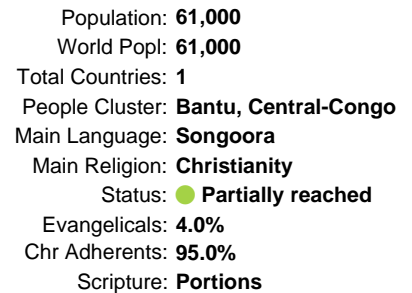 Population: 61,000
World Popl: 61,000
Total Countries: 1
People Cluster: Bantu, Central-Congo
Main Language: Songoora
Main Religion: Christianity
Status: Partially reached
Evangelicals: 4.0%
Chr Adherents: 95.0%
Scripture: Portions